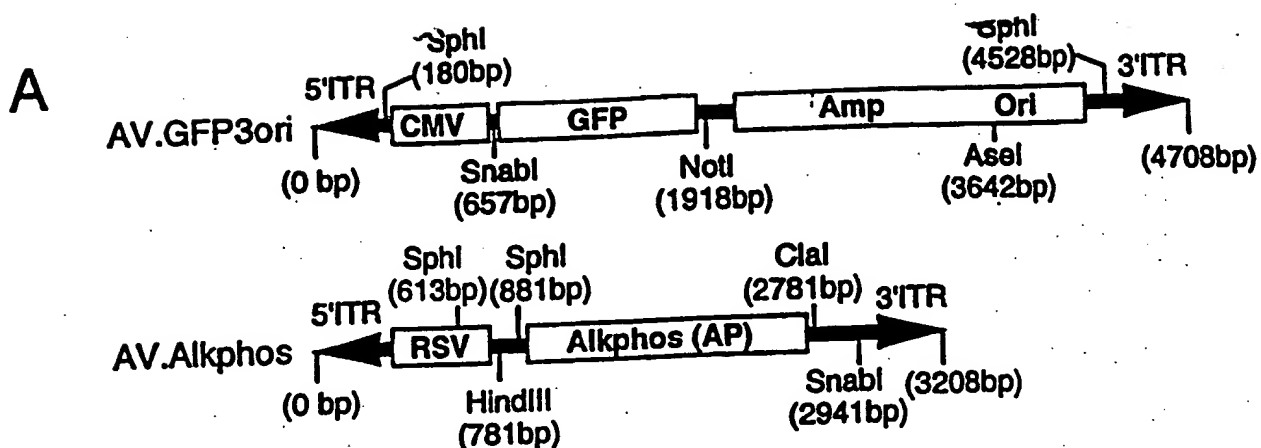 A
SphI
(180bp)
SphI
(4528bp)
5'ITR
3'ITR
AV.GFP3ori
CMV
GFP
Amp
Ori
(0 bp)
SnabI
(657bp)
NotI
(1918bp)
AseI
(3642bp)
(4708bp)
SphI
(613bp)
SphI
(881bp)
ClaI
(2781bp)
5'ITR
3'ITR
AV.Alkphos
RSV
Alkphos (AP)
(0 bp)
HindIII
(781bp)
SnabI
(2941bp)
(3208bp)